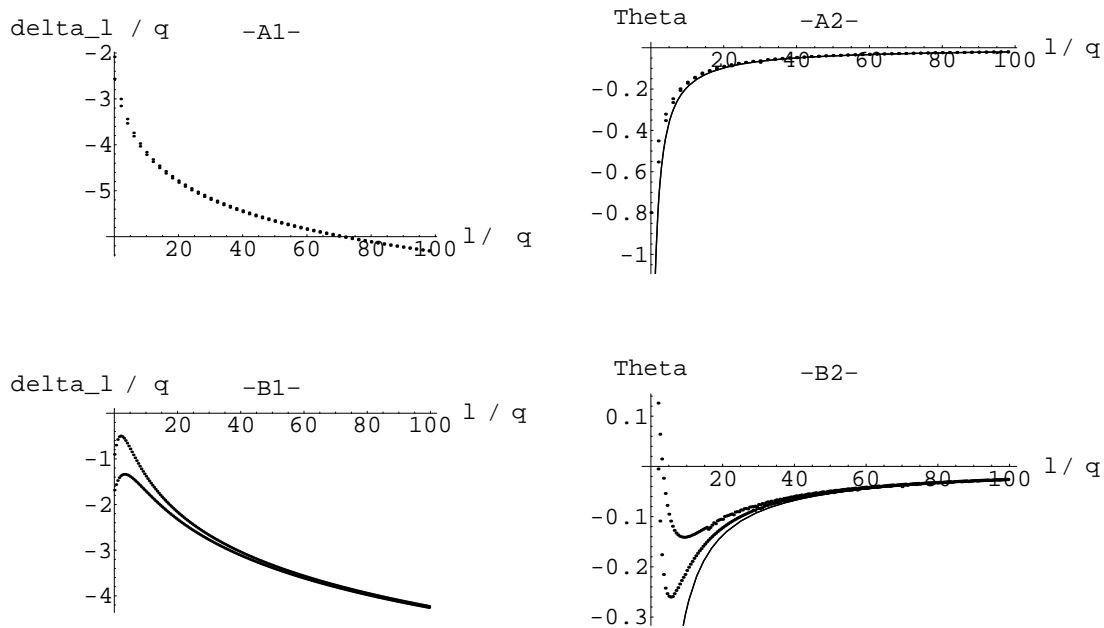 delta_l / q –A1–
-2
-3
-4
-5
20 40 60 80 100
l / q
Theta –A2–
l / q
20 40 60 80 100
-0.2
-0.4
-0.6
-0.8
-1
delta_l / q –B1–
l / q
20 40 60 80 100
-1
-2
-3
-4
Theta –B2–
0.1
l / q
20 40 60 80 100
-0.1
-0.2
-0.3